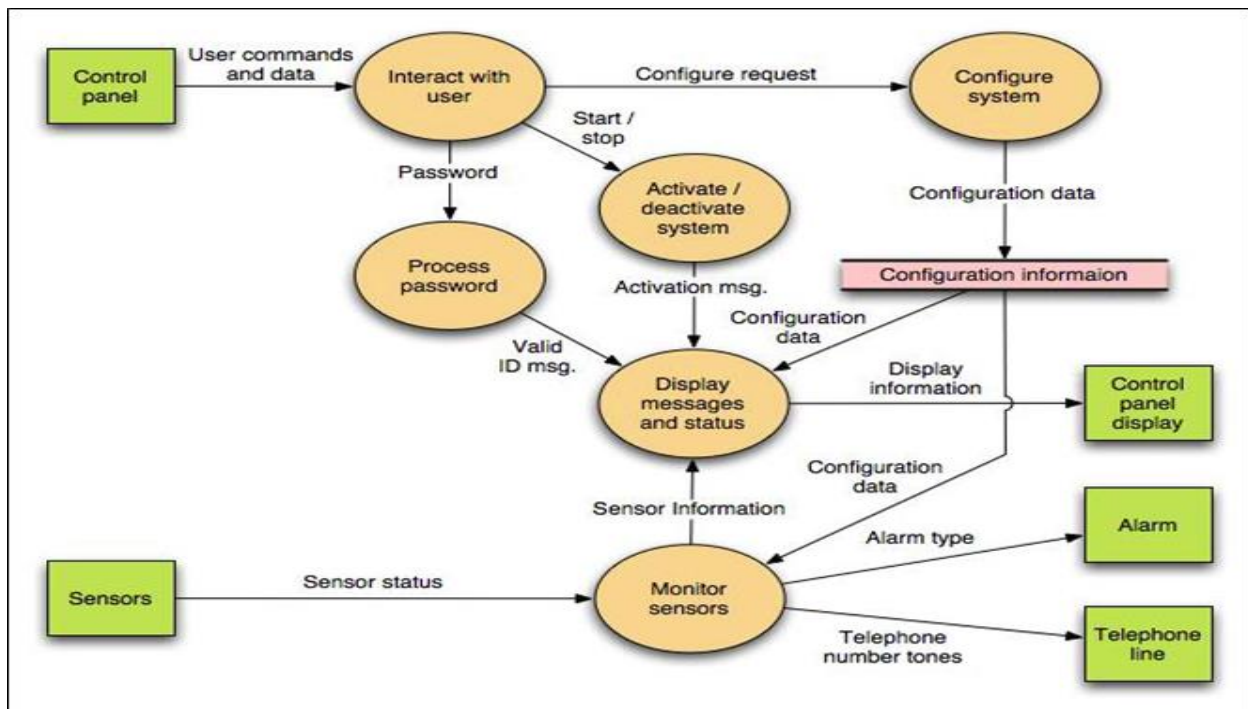 Control
panel
User commands
and data
Interact with
user
Configure request
Configure
system
Start /
stop
Password
Activate /
deactivate
system
Configuration data
Process
password
Configuration informaion
Activation msg.
Configuration
data
Valid
ID msg.
Display
messages
and status
Display
information
Control
panel
display
Configuration
data
Sensor Information
Alarm type
Alarm
Sensors
Sensor status
Monitor
sensors
Telephone
number tones
Telephone
line